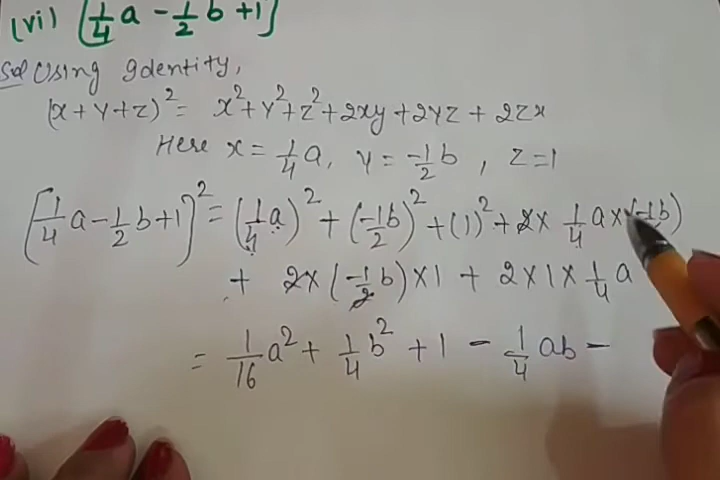 (vi) [1/4 a - 1/2 b + 1]
Sol Using gdentity,
(x + y + z)² = x² + y² + z² + 2xy + 2yz + 2zx
Here x = 1/4 a, y = -1/2 b, z = 1
[1/4 a - 1/2 b + 1]² = (1/4 a)² + (-1/2 b)² + (1)² + 2 × 1/4 a × (-1/2 b)
+ 2 × (-1/2 b) × 1 + 2 × 1 × 1/4 a
= 1/16 a² + 1/4 b² + 1 - 1/4 ab -